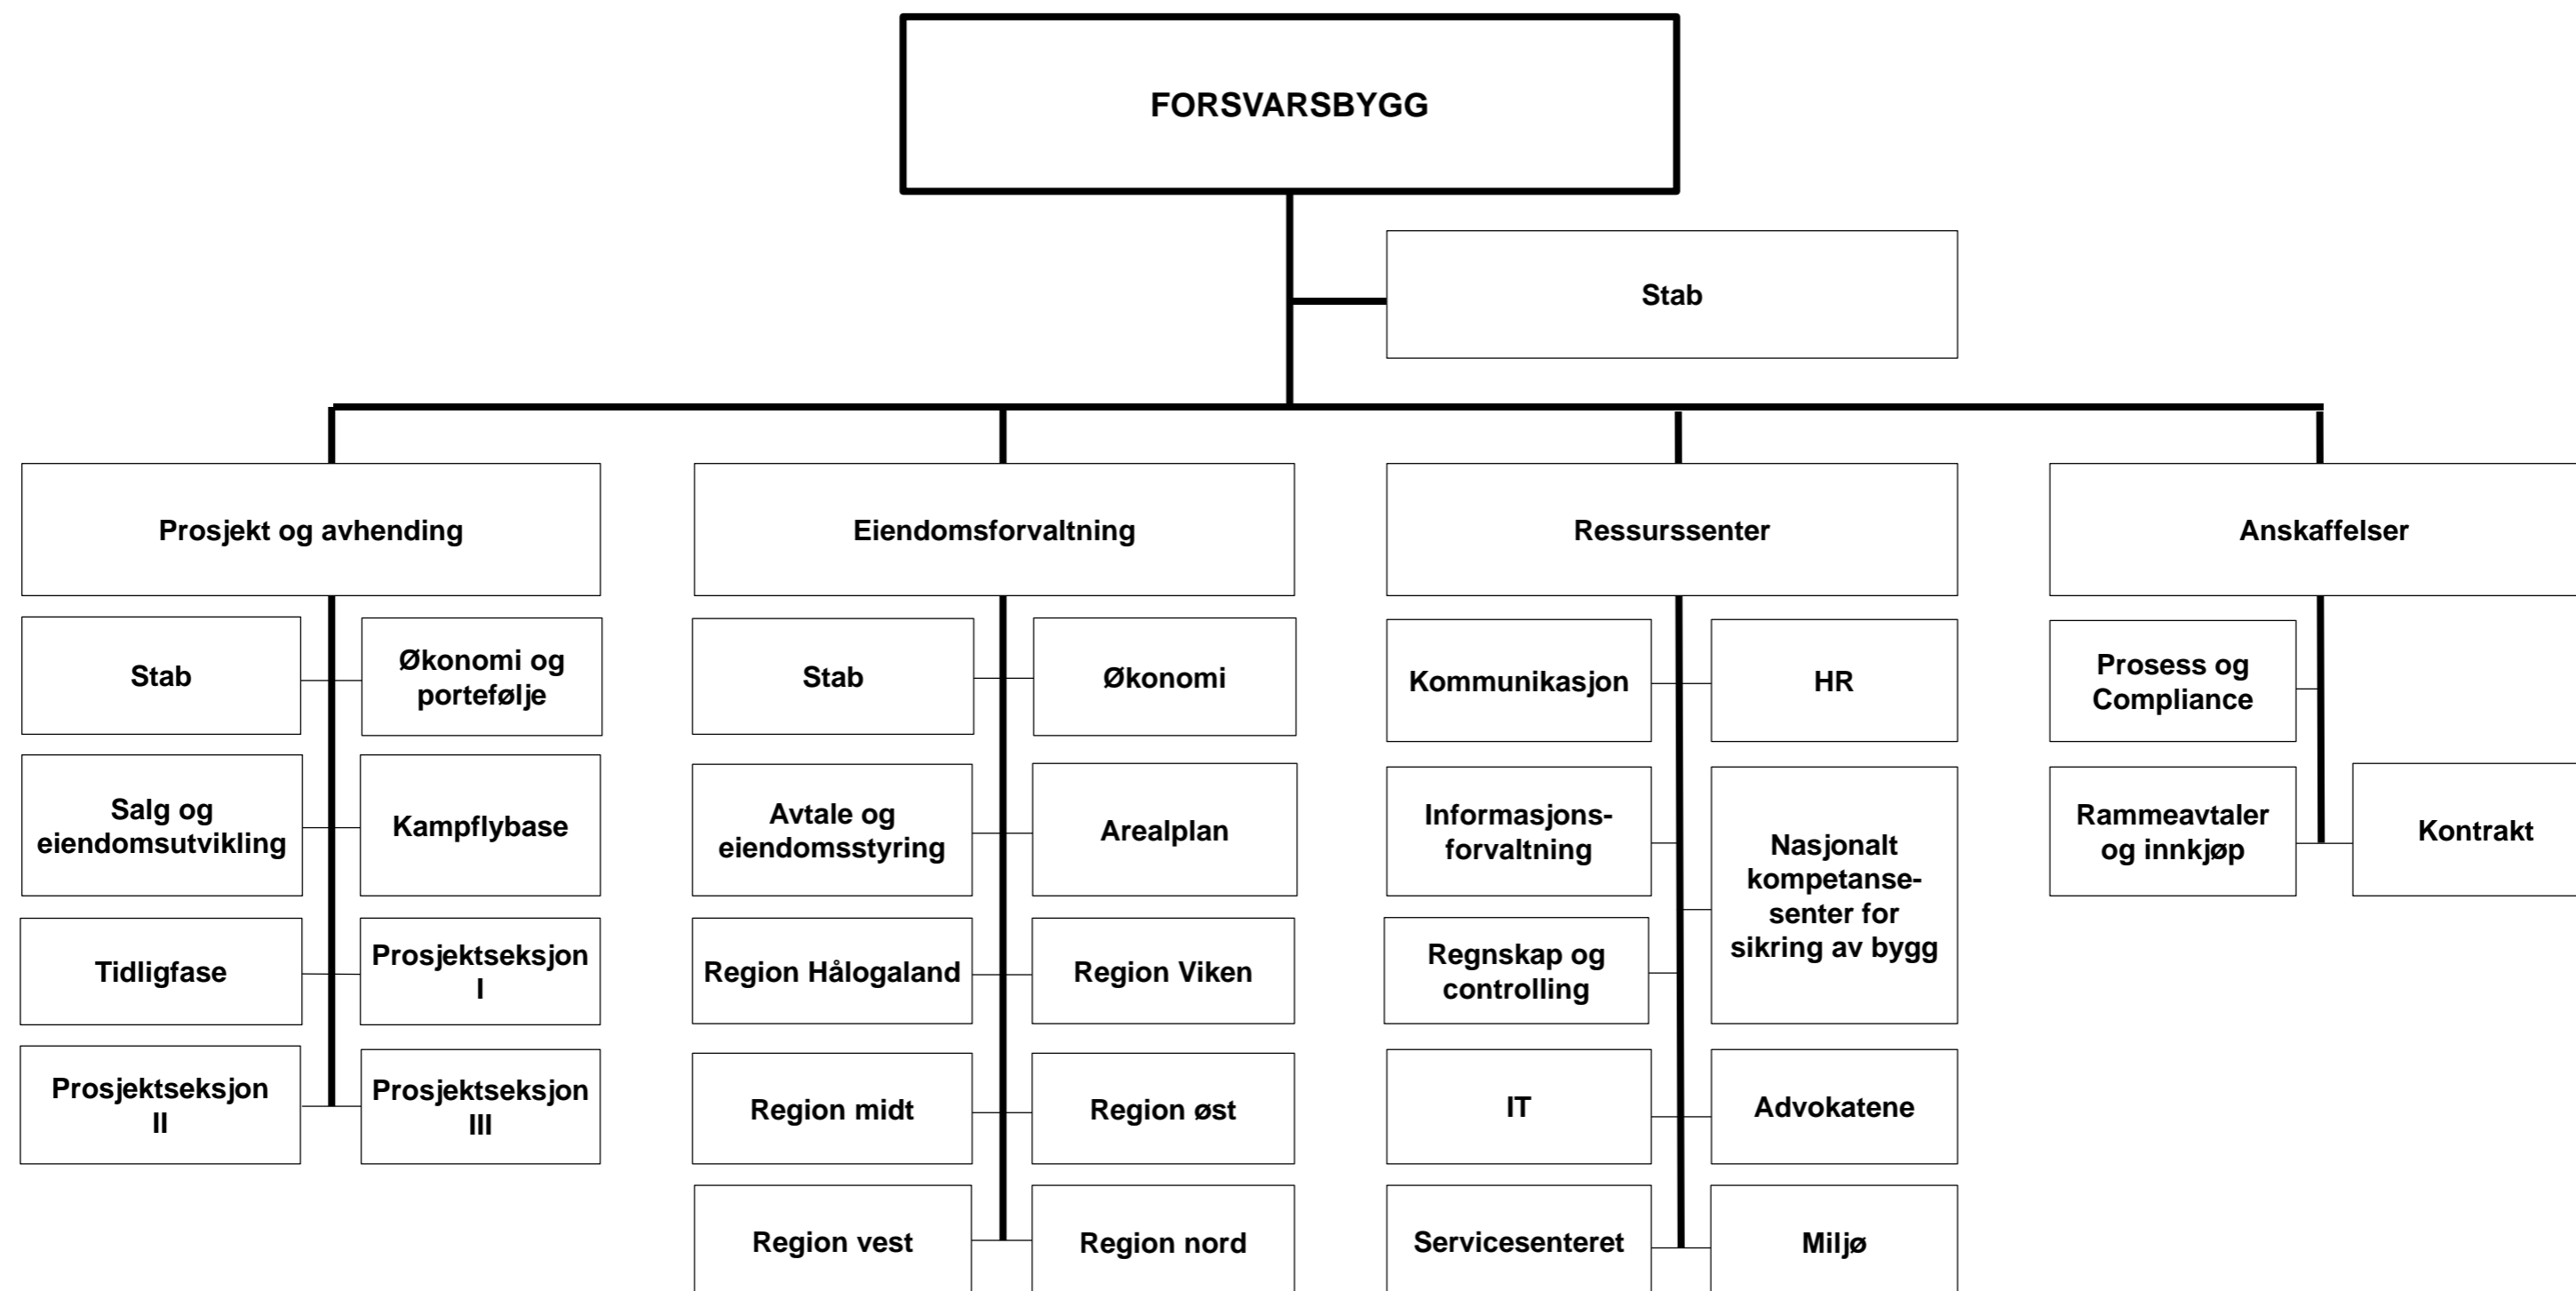 FORSVARSBYGG
Stab
Prosjekt og avhending
Eiendomsforvaltning
Ressurssenter
Anskaffelser
Stab
Økonomi og
portefølje
Salg og
eiendomsutvikling
Kampflybase
Tidligfase
Prosjektseksjon
I
Prosjektseksjon
II
Prosjektseksjon
III
Stab
Økonomi
Avtale og
eiendomsstyring
Arealplan
Region Hålogaland
Region Viken
Region midt
Region øst
Region vest
Region nord
Kommunikasjon
HR
Informasjons-
forvaltning
Nasjonalt
kompetanse-
senter for
sikring av bygg
Regnskap og
controlling
IT
Advokatene
Servicesenteret
Miljø
Prosess og
Compliance
Rammeavtaler
og innkjøp
Kontrakt